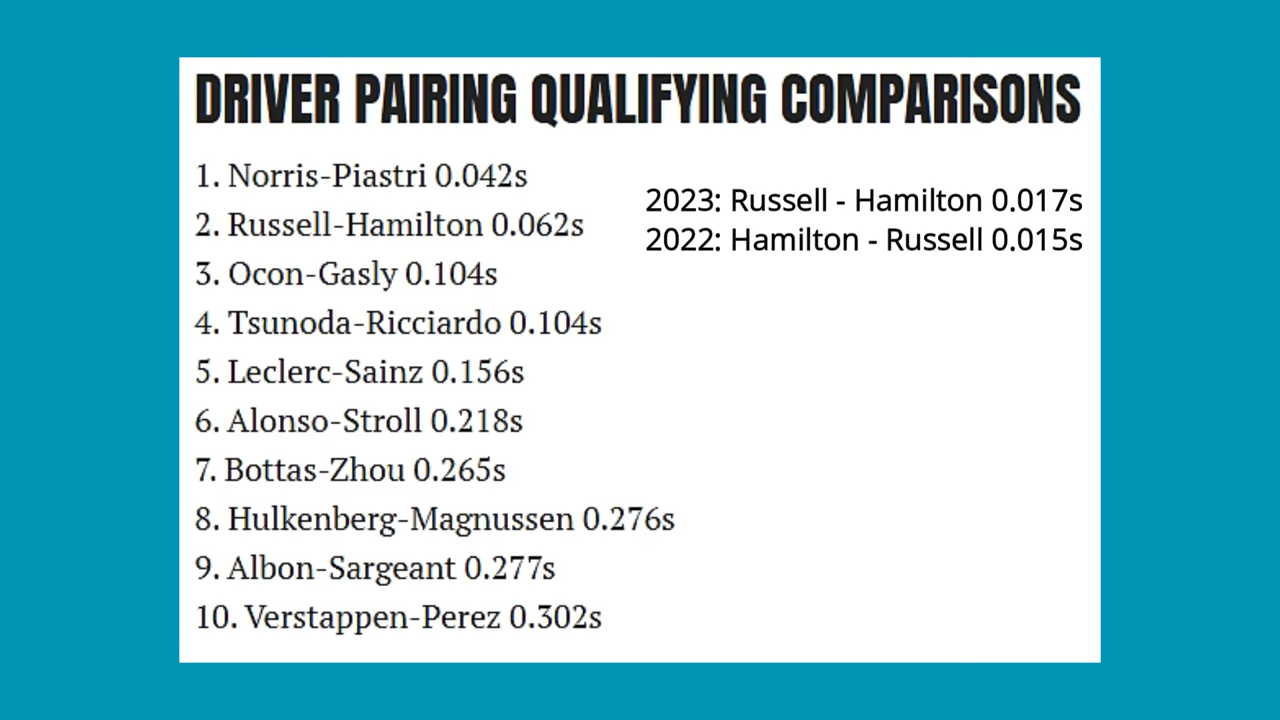 DRIVER PAIRING QUALIFYING COMPARISONS
1. Norris-Piastri 0.042s
2. Russell-Hamilton 0.062s
3. Ocon-Gasly 0.104s
4. Tsunoda-Ricciardo 0.104s
5. Leclerc-Sainz 0.156s
6. Alonso-Stroll 0.218s
7. Bottas-Zhou 0.265s
8. Hulkenberg-Magnussen 0.276s
9. Albon-Sargeant 0.277s
10. Verstappen-Perez 0.302s
2023: Russell - Hamilton 0.017s
2022: Hamilton - Russell 0.015s